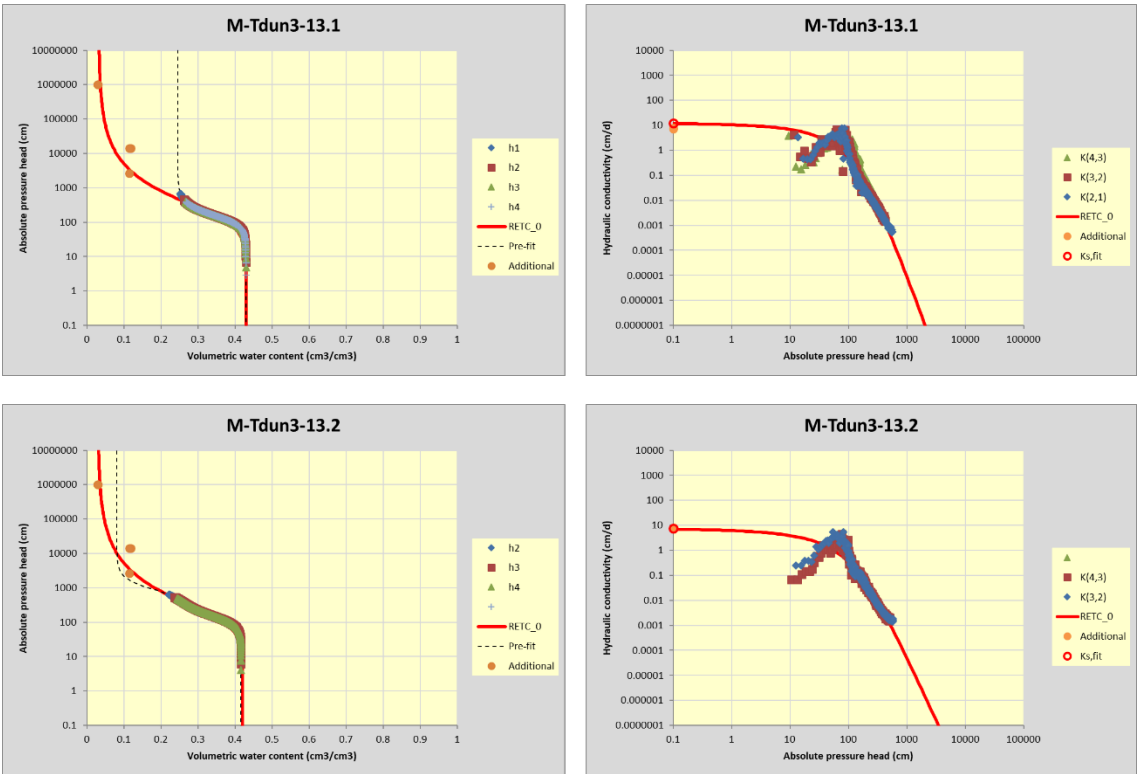 M-Tdun3-13.1
Absolute pressure head (cm)
10000000
1000000
100000
10000
1000
100
10
1
0.1
0 0.1 0.2 0.3 0.4 0.5 0.6 0.7 0.8 0.9 1
Volumetric water content (cm3/cm3)
h1
h2
h3
h4
RETC_0
Pre-fit
Additional
M-Tdun3-13.1
Hydraulic conductivity (cm/d)
10000
1000
100
10
1
0.1
0.01
0.001
0.0001
0.00001
0.000001
0.0000001
0.1 1 10 100 1000 10000 100000
Absolute pressure head (cm)
K(4,3)
K(3,2)
K(2,1)
RETC_0
Additional
Ks,fit
M-Tdun3-13.2
Absolute pressure head (cm)
10000000
1000000
100000
10000
1000
100
10
1
0.1
0 0.1 0.2 0.3 0.4 0.5 0.6 0.7 0.8 0.9 1
Volumetric water content (cm3/cm3)
h2
h3
h4
RETC_0
Pre-fit
Additional
M-Tdun3-13.2
Hydraulic conductivity (cm/d)
10000
1000
100
10
1
0.1
0.01
0.001
0.0001
0.00001
0.000001
0.0000001
0.1 1 10 100 1000 10000 100000
Absolute pressure head (cm)
K(4,3)
K(3,2)
RETC_0
Additional
Ks,fit